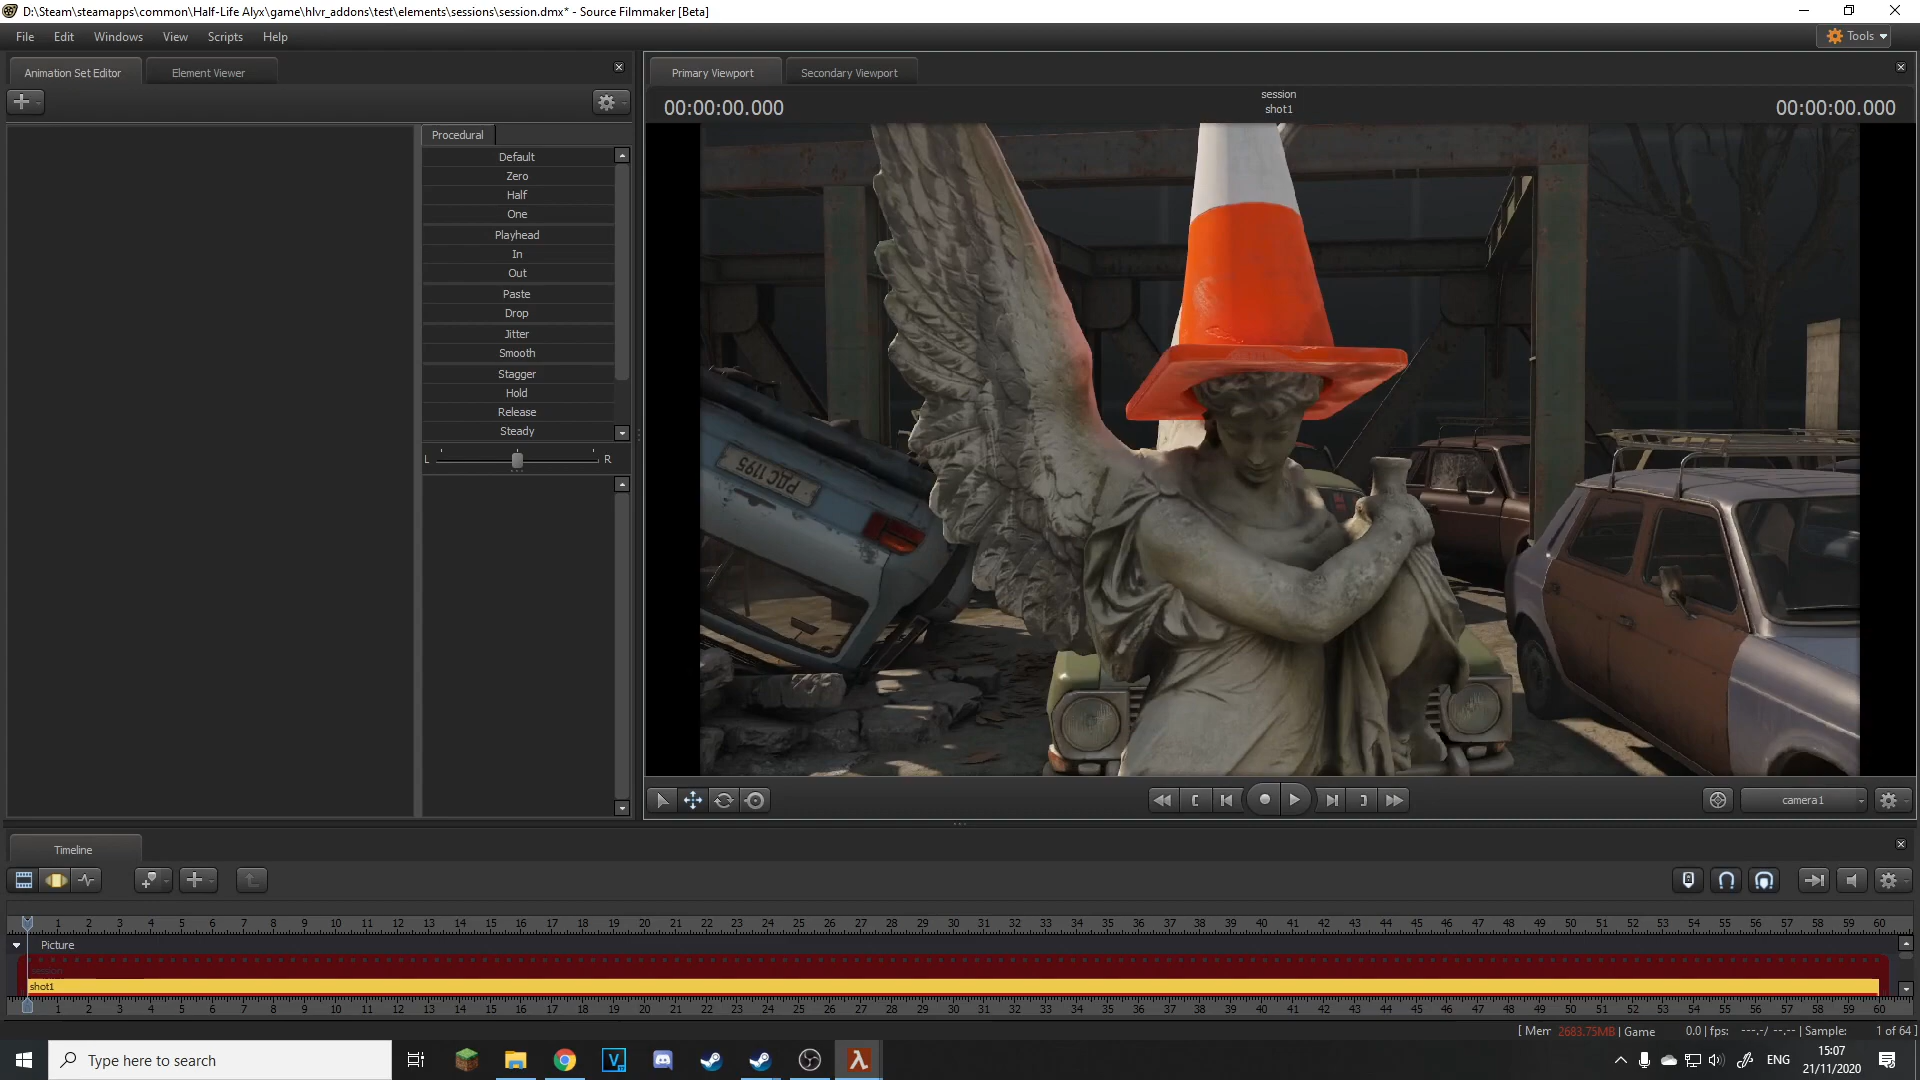 D:\Steam\steamapps\common\Half-Life Alyx\game\hlvr_addons\test\elements\sessions\session.dmx* - Source Filmmaker [Beta]
File Edit Windows View Scripts Help
Tools
Animation Set Editor Element Viewer
Primary Viewport Secondary Viewport
00:00:00.000
session
shot1
00:00:00.000
Procedural
Default
Zero
Half
One
Playhead
In
Out
Paste
Drop
Jitter
Smooth
Stagger
Hold
Release
Steady
L R
РДС1195
camera1
Timeline
1 2 3 4 5 6 7 8 9 10 11 12 13 14 15 16 17 18 19 20 21 22 23 24 25 26 27 28 29 30 31 32 33 34 35 36 37 38 39 40 41 42 43 44 45 46 47 48 49 50 51 52 53 54 55 56 57 58 59 60
Picture
session
shot1
1 2 3 4 5 6 7 8 9 10 11 12 13 14 15 16 17 18 19 20 21 22 23 24 25 26 27 28 29 30 31 32 33 34 35 36 37 38 39 40 41 42 43 44 45 46 47 48 49 50 51 52 53 54 55 56 57 58 59 60
[ Mem 2683.75MB | Game 0.0 | fps: ---.-/ --.-- | Sample: 1 of 64 ]
Type here to search
V
ENG
15:07
21/11/2020